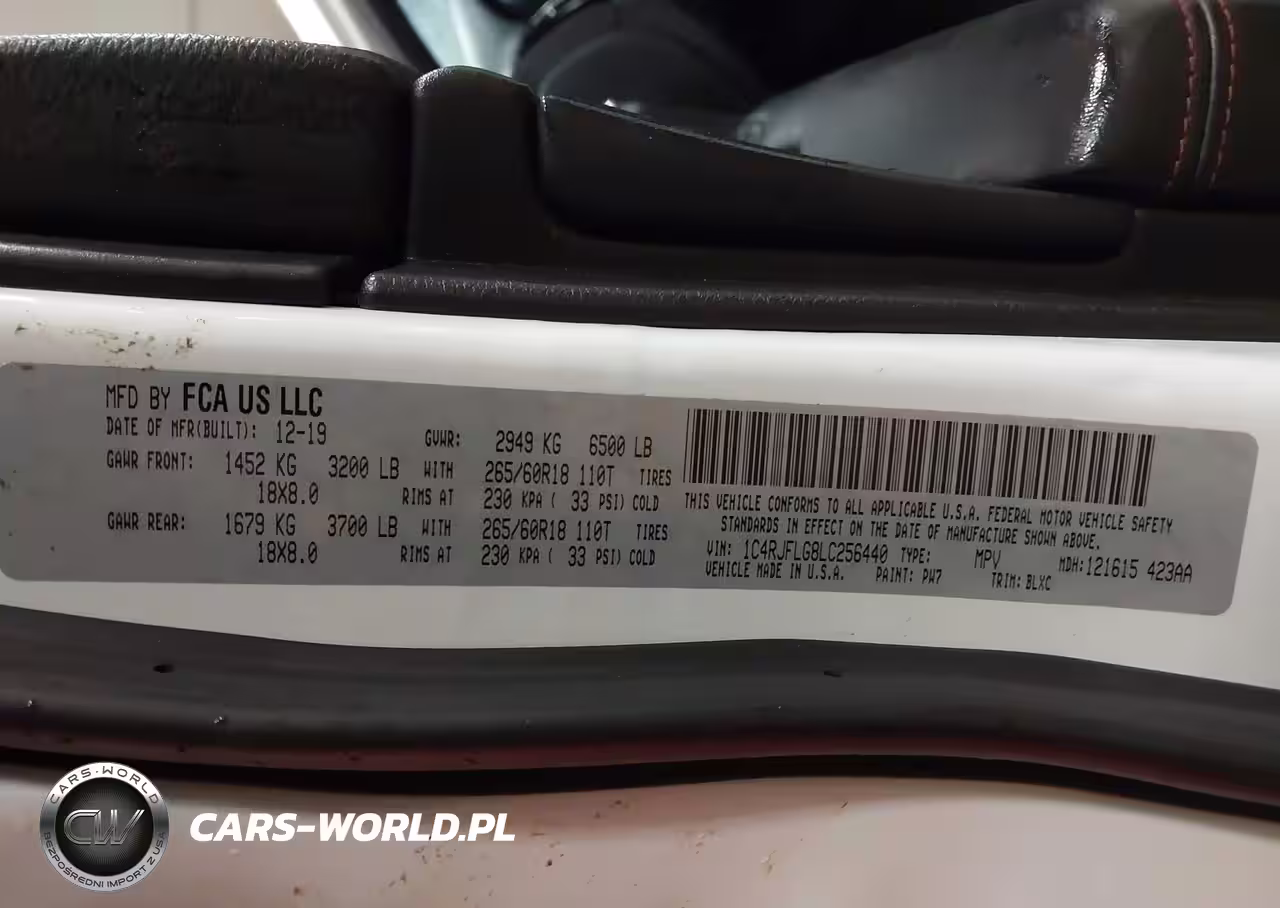 MFD BY FCA US LLC
DATE OF MFR(BUILT): 12-19 GVWR: 2949 KG 6500 LB
GAWR FRONT: 1452 KG 3200 LB WITH 265/60R18 110T TIRES
18X8.0 RIMS AT 230 KPA ( 33 PSI) COLD
GAWR REAR: 1679 KG 3700 LB WITH 265/60R18 110T TIRES
18X8.0 RIMS AT 230 KPA ( 33 PSI) COLD
THIS VEHICLE CONFORMS TO ALL APPLICABLE U.S.A. FEDERAL MOTOR VEHICLE SAFETY
STANDARDS IN EFFECT ON THE DATE OF MANUFACTURE SHOWN ABOVE.
VIN: 1C4RJFLG8LC256440 TYPE: MPV MDH:121615 423AA
VEHICLE MADE IN U.S.A. PAINT: PW7 TRIM: BLXC
CARS-WORLD
CW
BEZPOŚREDNI IMPORT Z USA
CARS-WORLD.PL